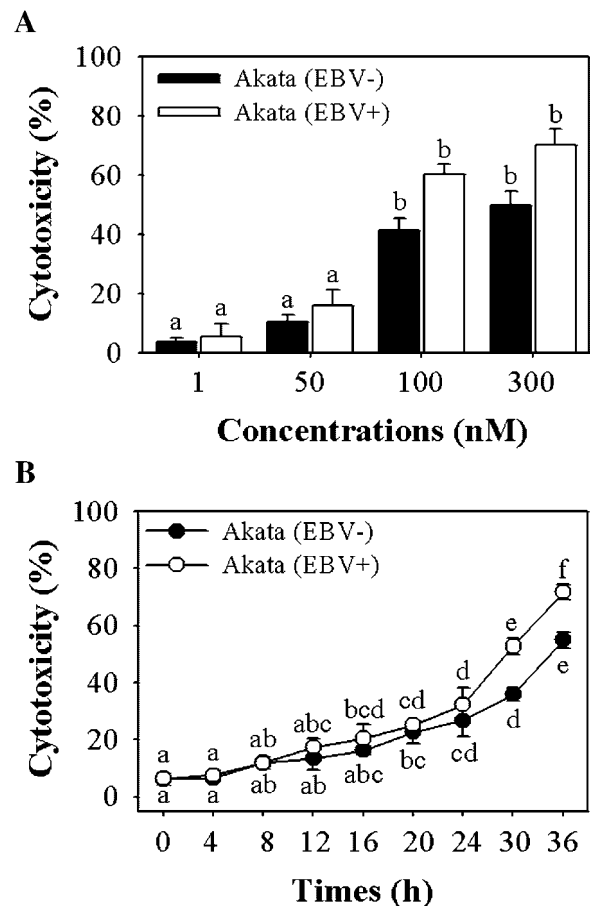 A
Cytotoxicity (%)
100
80
60
40
20
0
Akata (EBV-)
Akata (EBV+)
a a a a b b b b
1 50 100 300
Concentrations (nM)
B
Cytotoxicity (%)
100
80
60
40
20
0
Akata (EBV-)
Akata (EBV+)
a a ab abc bcd cd d e f
a a ab ab abc bc cd d e
0 4 8 12 16 20 24 30 36
Times (h)